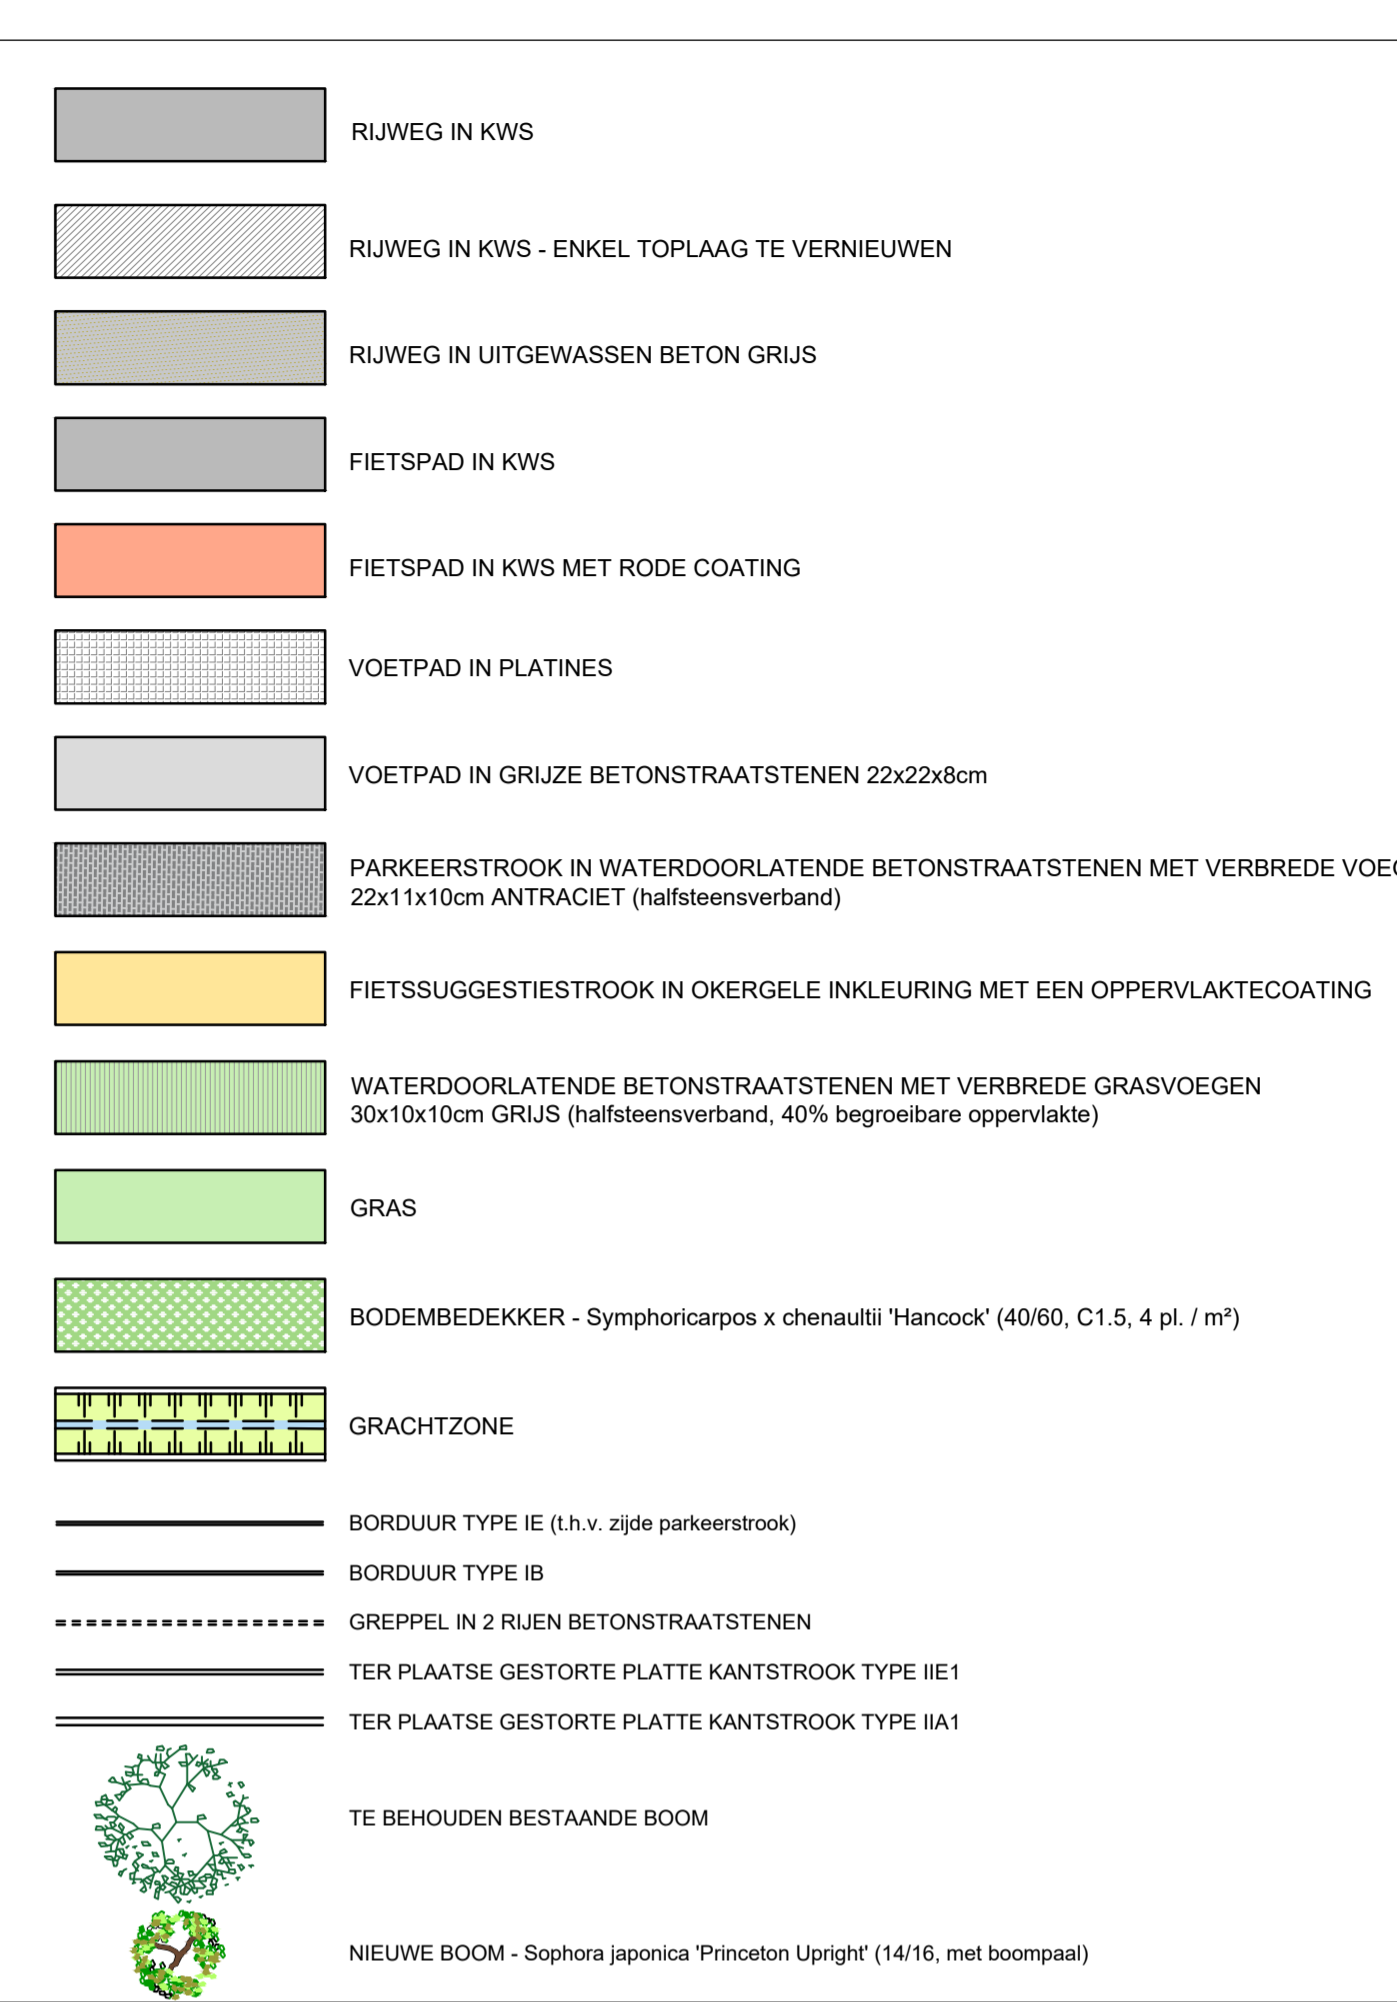 RIJWEG IN KWS
RIJWEG IN KWS - ENKEL TOPLAAG TE VERNIEUWEN
RIJWEG IN UITGEWASSEN BETON GRIJS
FIETSPAD IN KWS
FIETSPAD IN KWS MET RODE COATING
VOETPAD IN PLATINES
VOETPAD IN GRIJZE BETONSTRAATSTENEN 22x22x8cm
PARKEERSTROOK IN WATERDOORLATENDE BETONSTRAATSTENEN MET VERBREDE
22x11x10cm ANTRACIET (halfsteensverband)
FIETSSUGGESTIESTROOK IN OKERGELE INKLEURING MET EEN OPPERVLAKTECOATING
WATERDOORLATENDE BETONSTRAATSTENEN MET VERBREDE GRASVOEGEN
30x10x10cm GRIJS (halfsteensverband, 40% begroeibare oppervlakte)
GRAS
BODEMBEDEKKER - Symphoricarpos x chenaultii 'Hancock' (40/60, C1.5, 4 pl. / m²)
GRACHTZONE
BORDUUR TYPE IE (t.h.v. zijde parkeerstrook)
BORDUUR TYPE IB
GREPPEL IN 2 RIJEN BETONSTRAATSTENEN
TER PLAATSE GESTORTE PLATTE KANTSTROOK TYPE IIE1
TER PLAATSE GESTORTE PLATTE KANTSTROOK TYPE IIA1
TE BEHOUDEN BESTAANDE BOOM
NIEUWE BOOM - Sophora japonica 'Princeton Upright' (14/16, met boompaal)